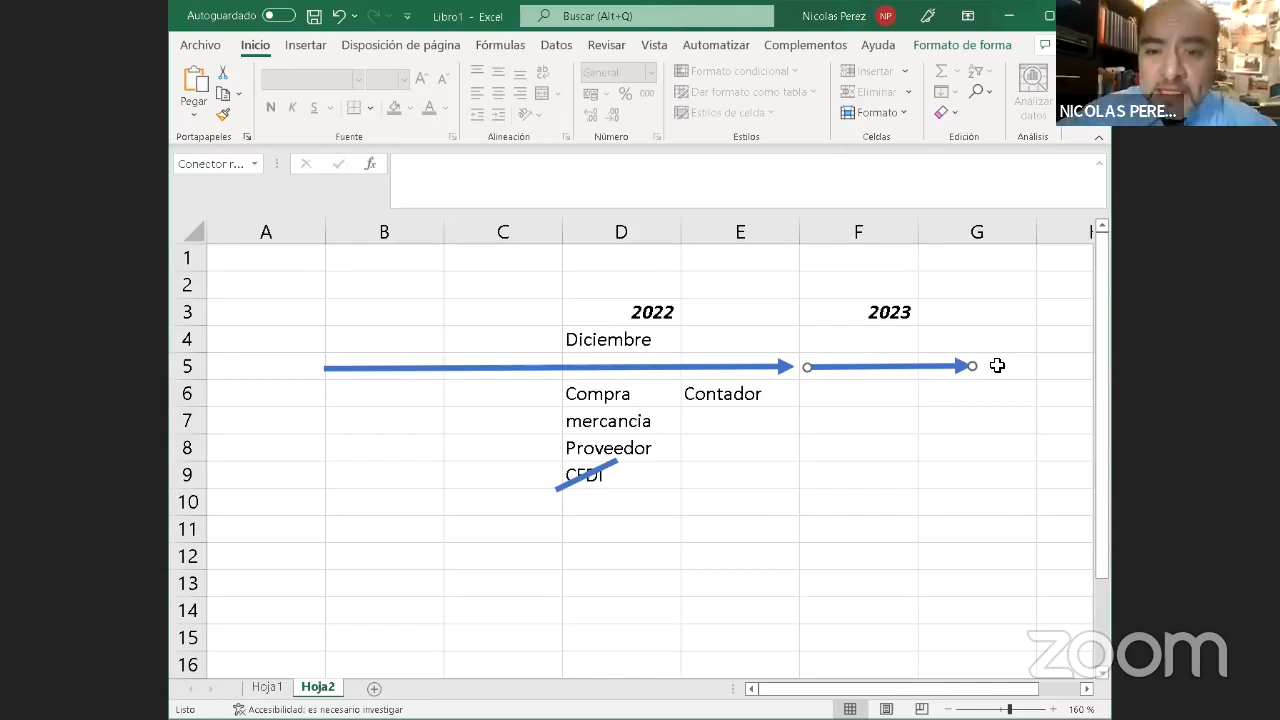 Autoguardado
Libro1 - Excel
Buscar (Alt+Q)
Nicolas Perez
NP
Archivo Inicio Insertar Disposición de página Fórmulas Datos Revisar Vista Automatizar Complementos Ayuda Formato de forma
Pegar
N K S A A A
General
% 000
Formato condicional
Dar formato como tabla
Estilos de celda
Insertar
Eliminar
Formato
Analizar
datos
Portapapeles Fuente Alineación Número Estilos Celdas Edición Análisis
NICOLAS PERE...
Conector r...
fx
A B C D E F G
1
2
3 2022 2023
4 Diciembre
5
6 Compra Contador
7 mercancia
8 Proveedor
9 CFDI
10
11
12
13
14
15
16
zoom
Hoja1 Hoja2
Listo
Accesibilidad: es necesario investigar
160 %